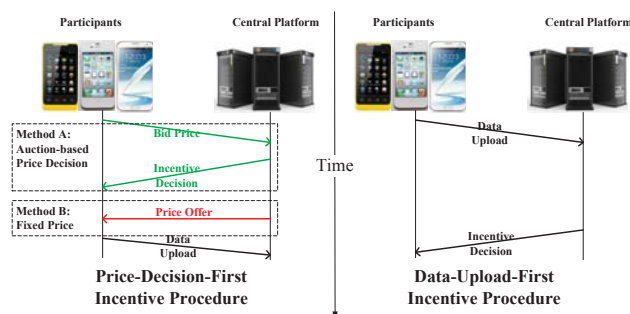 Participants
Central Platform
Method A:
Auction-based
Price Decision
Bid Price
Incentive
Decision
Method B:
Fixed Price
Price Offer
Data
Upload
Price-Decision-First
Incentive Procedure
Time
Participants
Central Platform
Data
Upload
Incentive
Decision
Data-Upload-First
Incentive Procedure